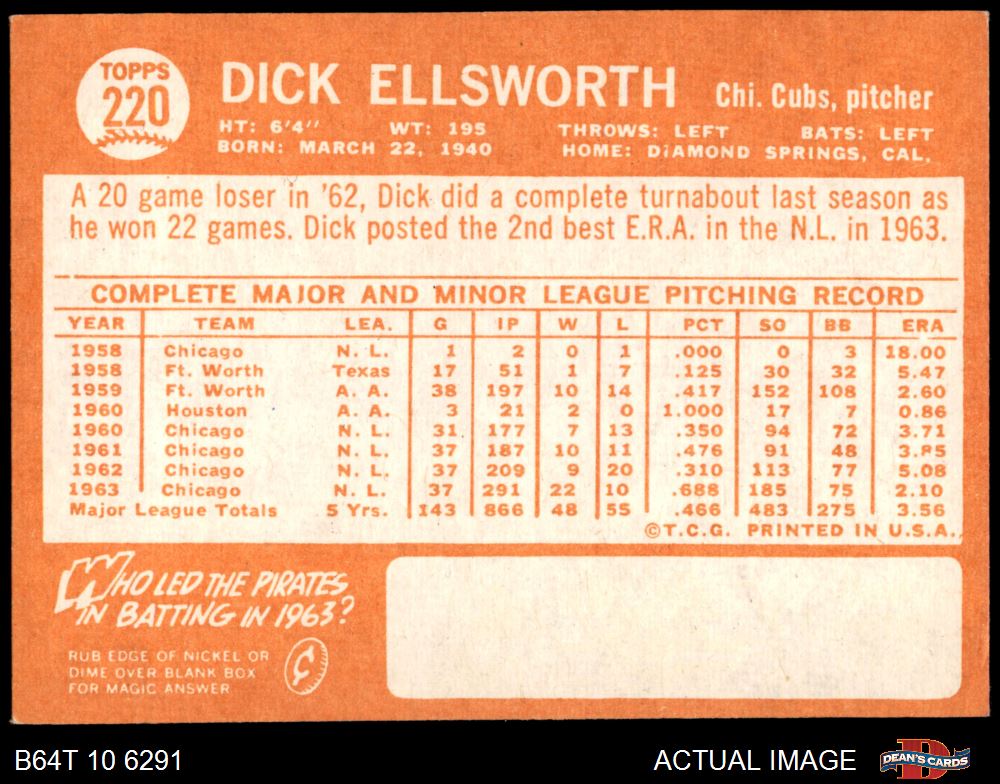 TOPPS
220
DICK ELLSWORTH Chi. Cubs, pitcher
HT: 6'4" WT: 195 THROWS: LEFT BATS: LEFT
BORN: MARCH 22, 1940 HOME: DIAMOND SPRINGS, CAL.
A 20 game loser in '62, Dick did a complete turnabout last season as
he won 22 games. Dick posted the 2nd best E.R.A. in the N.L. in 1963.
COMPLETE MAJOR AND MINOR LEAGUE PITCHING RECORD
YEAR TEAM LEA. G IP W L PCT SO BB ERA
1958 Chicago N. L. 1 2 0 1 .000 0 3 18.00
1958 Ft. Worth Texas 17 51 1 7 .125 30 32 5.47
1959 Ft. Worth A. A. 38 197 10 14 .417 152 108 2.60
1960 Houston A. A. 3 21 2 0 1.000 17 7 0.86
1960 Chicago N. L. 31 177 7 13 .350 94 72 3.71
1961 Chicago N. L. 37 187 10 11 .476 91 48 3.85
1962 Chicago N. L. 37 209 9 20 .310 113 77 5.08
1963 Chicago N. L. 37 291 22 10 .688 185 75 2.10
Major League Totals 5 Yrs. 143 866 48 55 .466 483 275 3.56
©T.C.G. PRINTED IN U.S.A.
WHO LED THE PIRATES
IN BATTING IN 1963?
RUB EDGE OF NICKEL OR
DIME OVER BLANK BOX
FOR MAGIC ANSWER
¢
B64T 10 6291 ACTUAL IMAGE DEAN'S CARDS